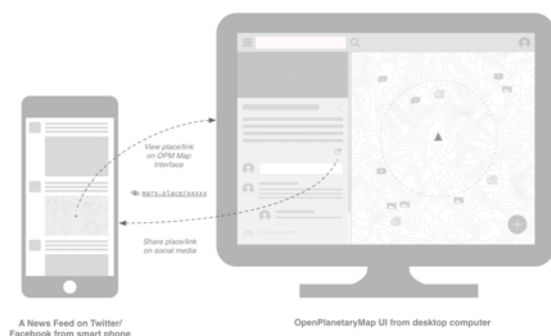 View place/link
on OPM Map
Interface
mars.place/xxxxx
Share place/link
on social media
A News Feed on Twitter/
Facebook from smart phone
OpenPlanetaryMap UI from desktop computer